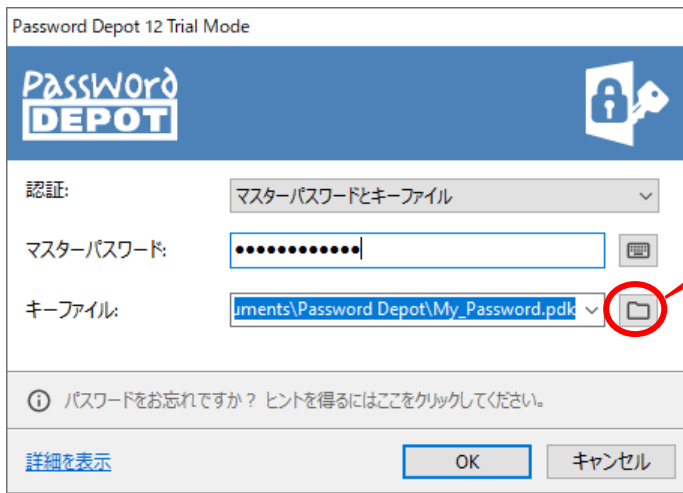 Password Depot 12 Trial Mode
Password
DEPOT
認証:
マスターパスワードとキーファイル
マスターパスワード:
●●●●●●●●●●●●
キーファイル:
uments\Password Depot\My_Password.pdk
パスワードをお忘れですか？ ヒントを得るにはここをクリックしてください。
詳細を表示
OK
キャンセル